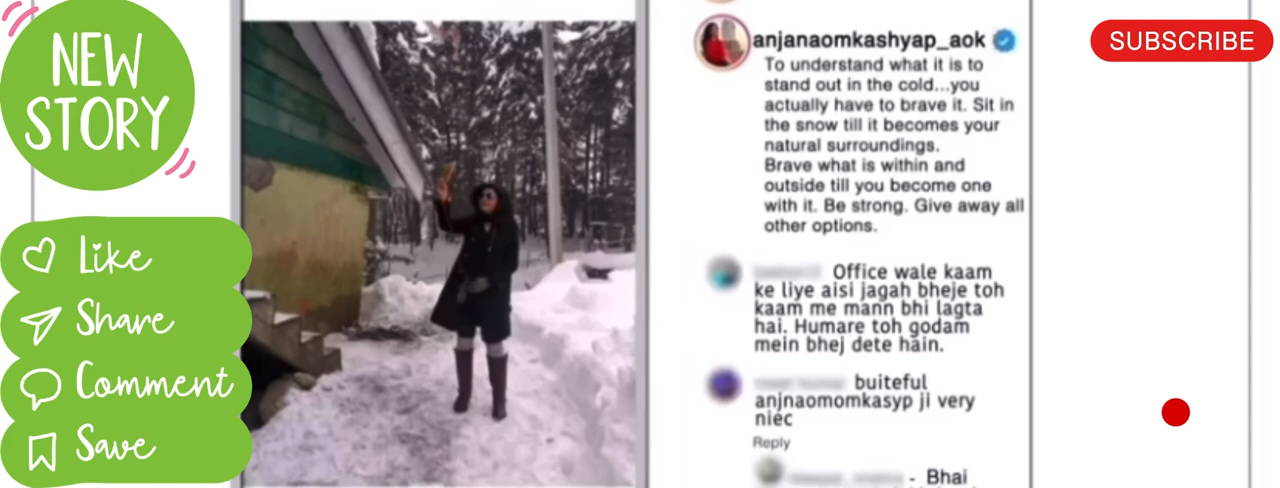 NEW
STORY
Like
Share
Comment
Save
anjanaomkashyap_aok
To understand what it is to
stand out in the cold...you
actually have to brave it. Sit in
the snow till it becomes your
natural surroundings.
Brave what is within and
outside till you become one
with it. Be strong. Give away all
other options.
Office wale kaam
ke liye aisi jagah bheje toh
kaam me mann bhi lagta
hai. Humare toh godam
mein bhej dete hain.
buiteful
anjnaomomkasyp ji very
niec
Reply
- Bhai
SUBSCRIBE